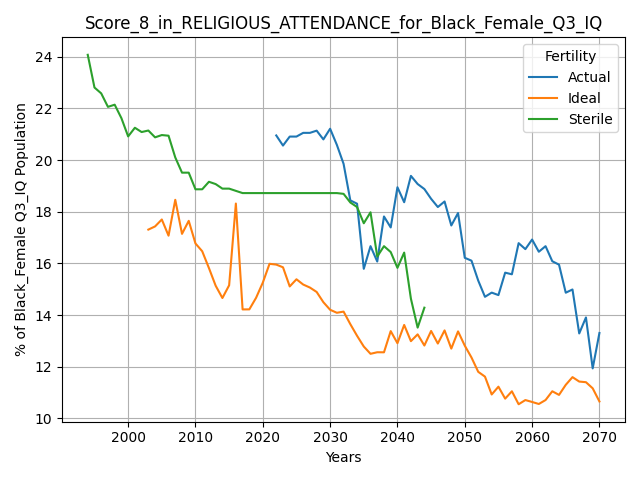 Score_8_in_RELIGIOUS_ATTENDANCE_for_Black_Female_Q3_IQ
% of Black_Female Q3_IQ Population
24
22
20
18
16
14
12
10
Fertility
Actual
Ideal
Sterile
2000 2010 2020 2030 2040 2050 2060 2070
Years